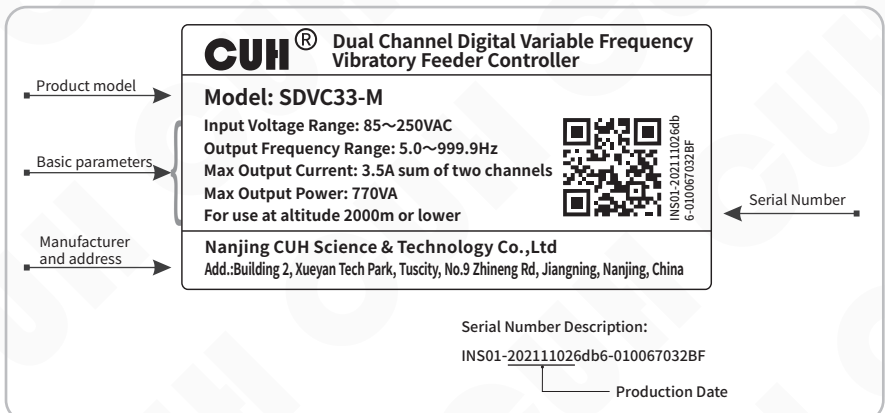 CUH® Dual Channel Digital Variable Frequency
Vibratory Feeder Controller
Product model
Model: SDVC33-M
Basic parameters
Input Voltage Range: 85～250VAC
Output Frequency Range: 5.0～999.9Hz
Max Output Current: 3.5A sum of two channels
Max Output Power: 770VA
For use at altitude 2000m or lower
INS01-202111026db
6-010067032BF
Serial Number
Manufacturer
and address
Nanjing CUH Science & Technology Co.,Ltd
Add.:Building 2, Xueyan Tech Park, Tuscity, No.9 Zhineng Rd, Jiangning, Nanjing, China
Serial Number Description:
INS01-202111026db6-010067032BF
Production Date